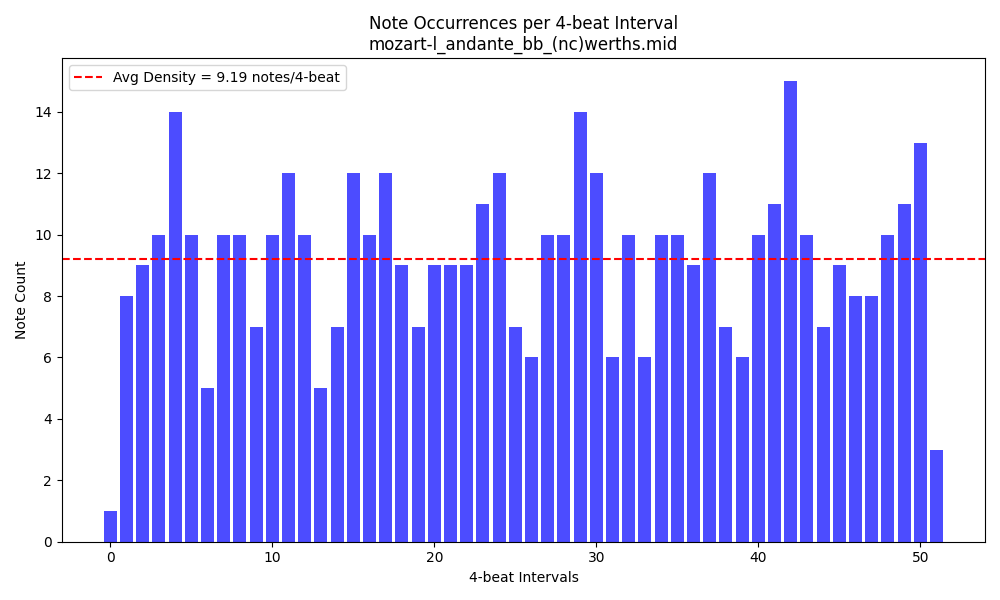 Note Occurrences per 4-beat Interval
mozart-l_andante_bb_(nc)werths.mid
Avg Density = 9.19 notes/4-beat
Note Count
14
12
10
8
6
4
2
0
0 10 20 30 40 50
4-beat Intervals